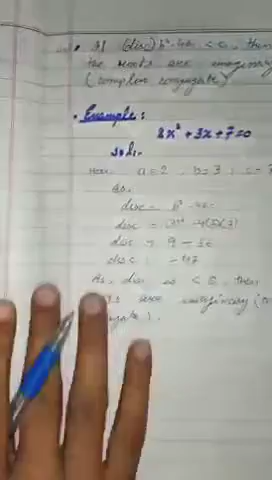 If (disc) b² - 4ac < 0, then
the roots are imaginary
(complex conjugate)
Example:
2x² + 3x + 7 = 0
Sol:
a = 2, b = 3, c = 7
As,
disc = b² - 4ac
disc = (3)² - 4(2)(7)
disc = 9 - 56
disc = -47
As disc is < 0, then
are imaginary